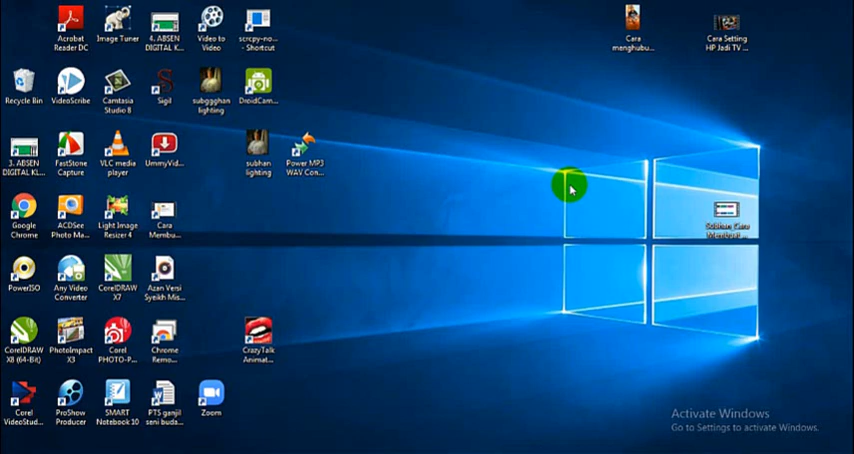 Acrobat
Reader DC
Image Tuner
4. ABSEN
DIGITAL K...
Video to
Video
scrcpy-no...
- Shortcut
Cara
menghubu...
Cara Setting
HP Jadi TV ...
Recycle Bin
VideoScribe
Camtasia
Studio 8
Sigil
subggghan
lighting
DroidCam...
3. ABSEN
DIGITAL KL...
FastStone
Capture
VLC media
player
UmmyVid...
subhan
lighting
Power MP3
WAV Con...
Google
Chrome
ACDSee
Photo Ma...
Light Image
Resizer 4
Cara
Membu...
Subhan, Cara
Membuat ...
PowerISO
Any Video
Converter
CorelDRAW
X7
Azan Versi
Syeikh Mis...
CorelDRAW
X8 (64-Bit)
PhotoImpact
X3
Corel
PHOTO-P...
Chrome
Remo...
CrazyTalk
Animat...
Corel
VideoStud...
ProShow
Producer
SMART
Notebook 10
PTS ganjil
seni buda...
Zoom
Activate Windows
Go to Settings to activate Windows.